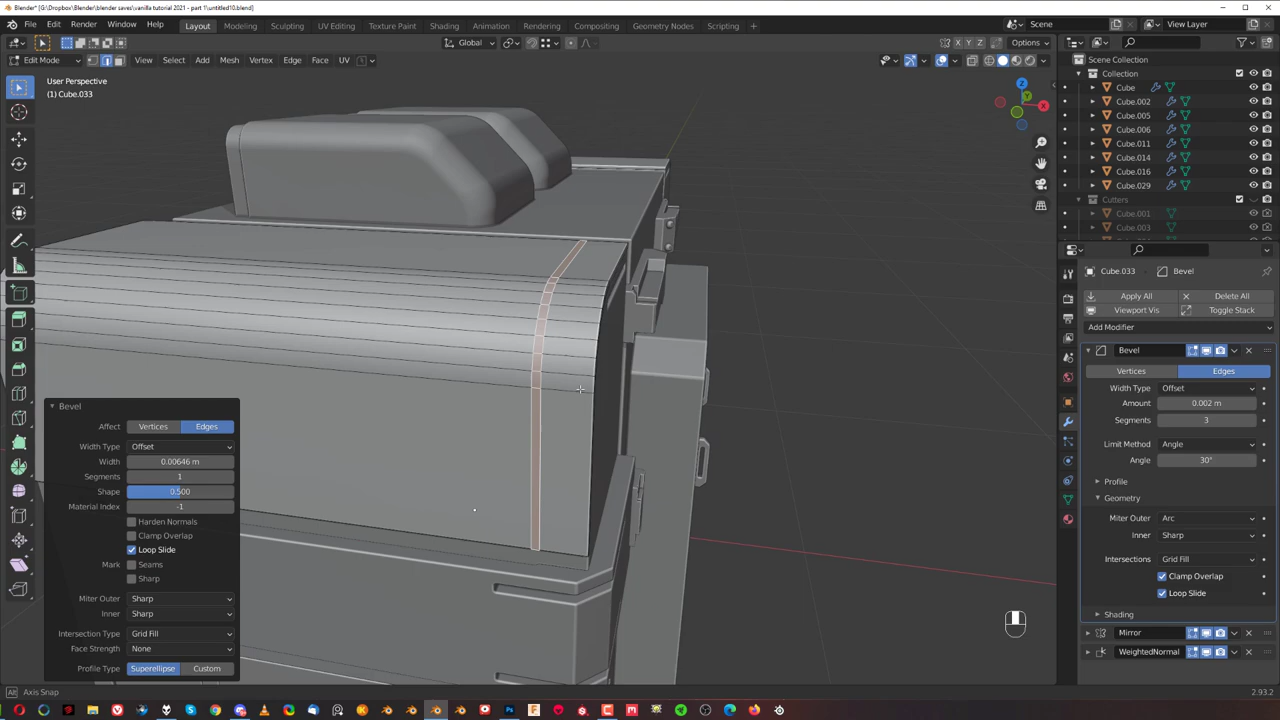 Blender* [G:\Dropbox\Blender\blender saves\vanilla tutorial 2021 - part 1\untitled10.blend]
File Edit Render Window Help
Layout Modeling Sculpting UV Editing Texture Paint Shading Animation Rendering Compositing Geometry Nodes Scripting
Scene
View Layer
Global
X Y Z
Options
Edit Mode
View Select Add Mesh Vertex Edge Face UV
User Perspective
(1) Cube.033
Z
Y
X
Scene Collection
Collection
Cube
Cube.002
Cube.005
Cube.006
Cube.011
Cube.014
Cube.016
Cube.029
Cutters
Cube.001
Cube.003
Cube.033 Bevel
Apply All
Delete All
Viewport Vis
Toggle Stack
Add Modifier
Bevel
Vertices Edges
Width Type Offset
Amount 0.002 m
Segments 3
Limit Method Angle
Angle 30°
Profile
Geometry
Miter Outer Arc
Inner Sharp
Intersections Grid Fill
Clamp Overlap
Loop Slide
Shading
Mirror
WeightedNormal
Bevel
Affect Vertices Edges
Width Type Offset
Width 0.00646 m
Segments 1
Shape 0.500
Material Index -1
Harden Normals
Clamp Overlap
Loop Slide
Mark Seams
Sharp
Miter Outer Sharp
Inner Sharp
Intersection Type Grid Fill
Face Strength None
Profile Type Superellipse Custom
Alt Axis Snap
2.93.2